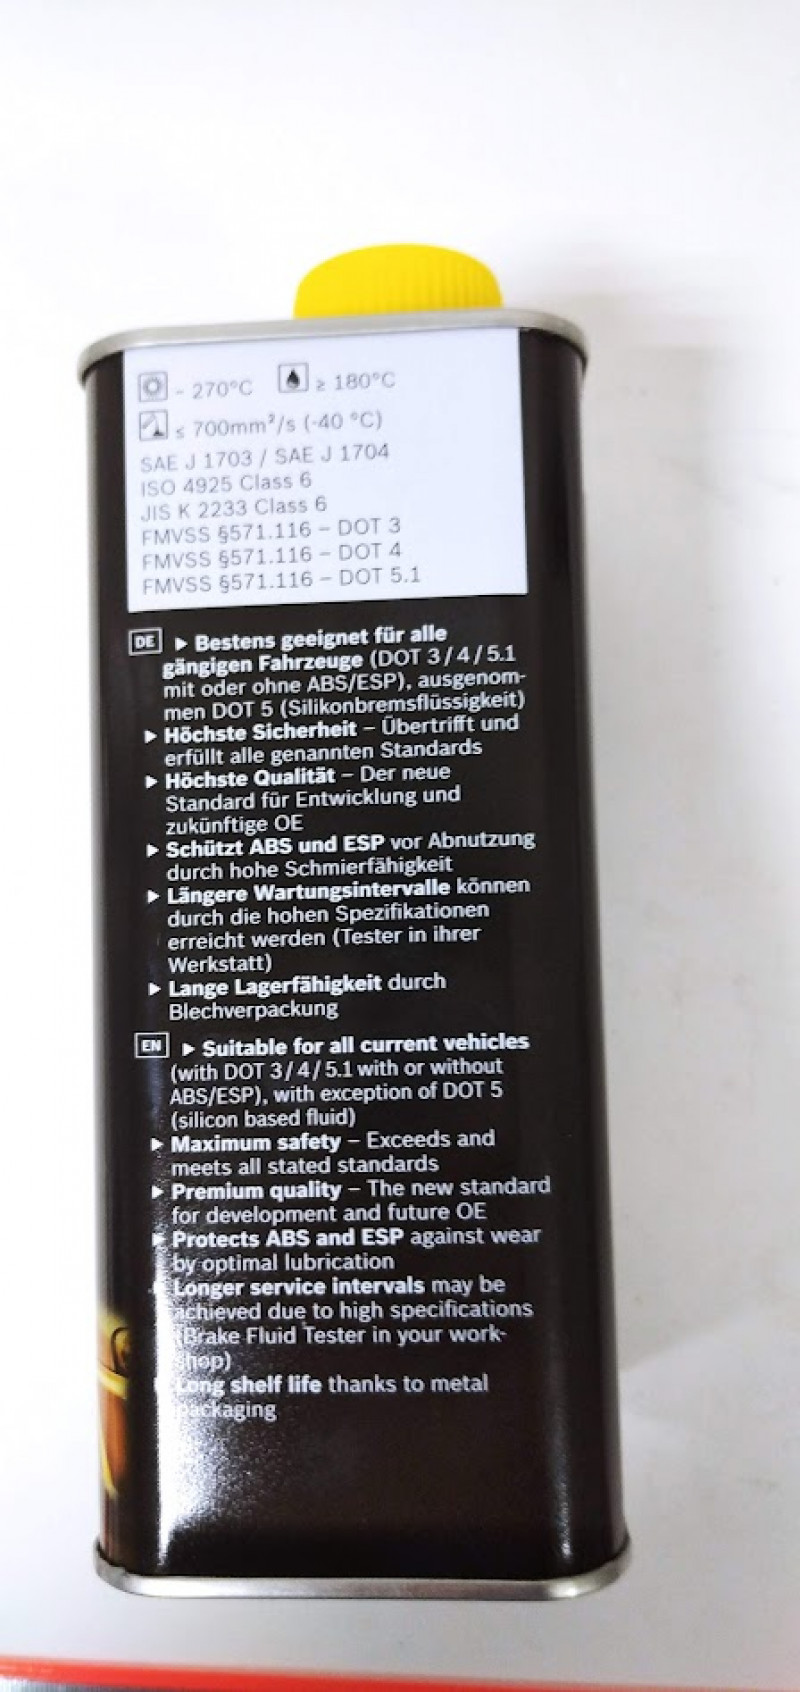 - 270°C ≥ 180°C
≤ 700mm²/s (-40 °C)
SAE J 1703 / SAE J 1704
ISO 4925 Class 6
JIS K 2233 Class 6
FMVSS §571.116 – DOT 3
FMVSS §571.116 – DOT 4
FMVSS §571.116 – DOT 5.1
DE ▶ Bestens geeignet für alle
gängigen Fahrzeuge (DOT 3/4/5.1
mit oder ohne ABS/ESP), ausgenom-
men DOT 5 (Silikonbremsflüssigkeit)
▶ Höchste Sicherheit – Übertrifft und
erfüllt alle genannten Standards
▶ Höchste Qualität – Der neue
Standard für Entwicklung und
zukünftige OE
▶ Schützt ABS und ESP vor Abnutzung
durch hohe Schmierfähigkeit
▶ Längere Wartungsintervalle können
durch die hohen Spezifikationen
erreicht werden (Tester in ihrer
Werkstatt)
▶ Lange Lagerfähigkeit durch
Blechverpackung
EN ▶ Suitable for all current vehicles
(with DOT 3/4/5.1 with or without
ABS/ESP), with exception of DOT 5
(silicon based fluid)
▶ Maximum safety – Exceeds and
meets all stated standards
▶ Premium quality – The new standard
for development and future OE
▶ Protects ABS and ESP against wear
by optimal lubrication
Longer service intervals may be
achieved due to high specifications
(Brake Fluid Tester in your work-
shop)
Long shelf life thanks to metal
packaging